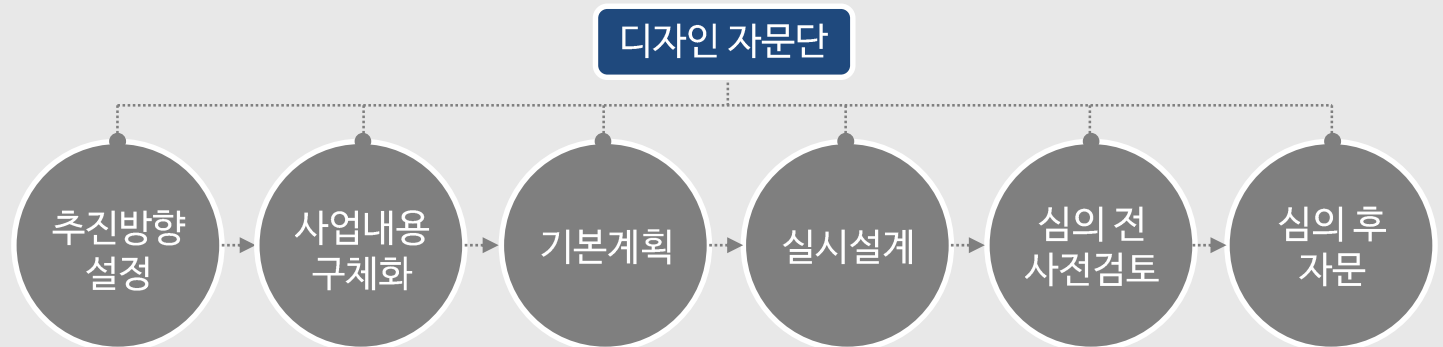 디자인 자문단
추진방향
설정
사업내용
구체화
기본계획
실시설계
심의 전
사전검토
심의 후
자문